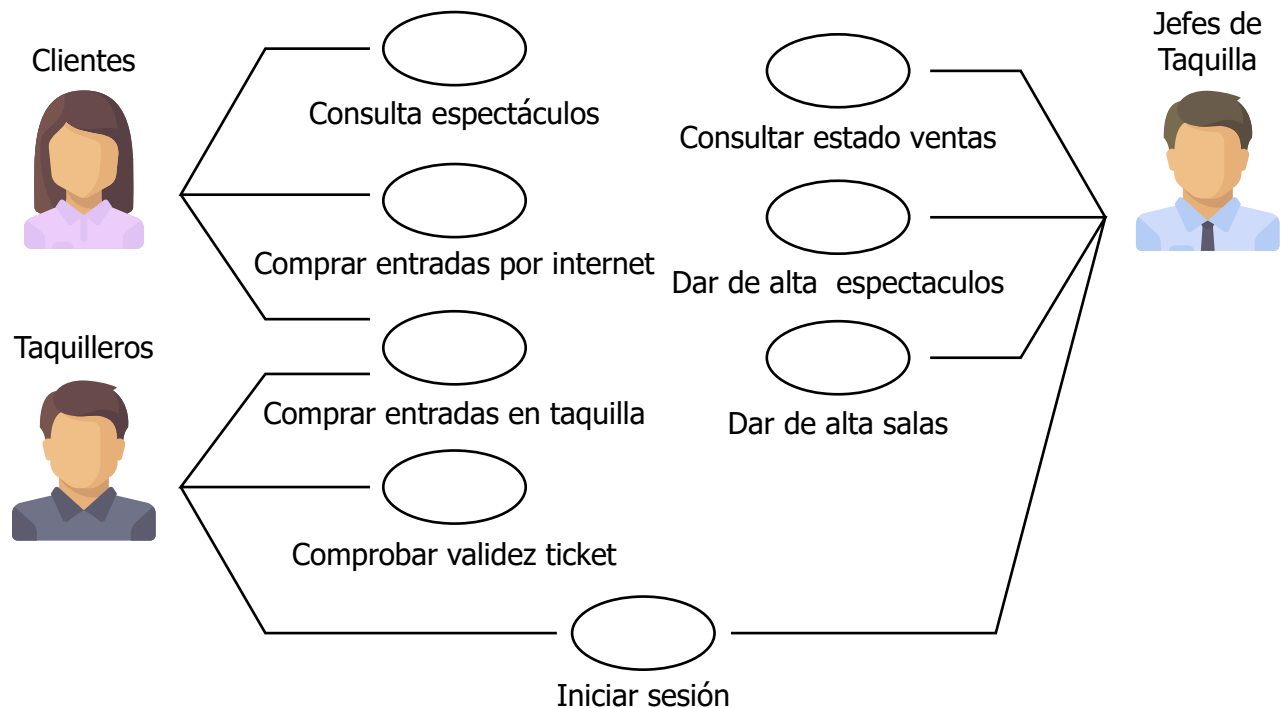 Clientes
Consulta espectáculos
Comprar entradas por internet
Taquilleros
Comprar entradas en taquilla
Comprobar validez ticket
Iniciar sesión
Jefes de
Taquilla
Consultar estado ventas
Dar de alta  espectaculos
Dar de alta salas